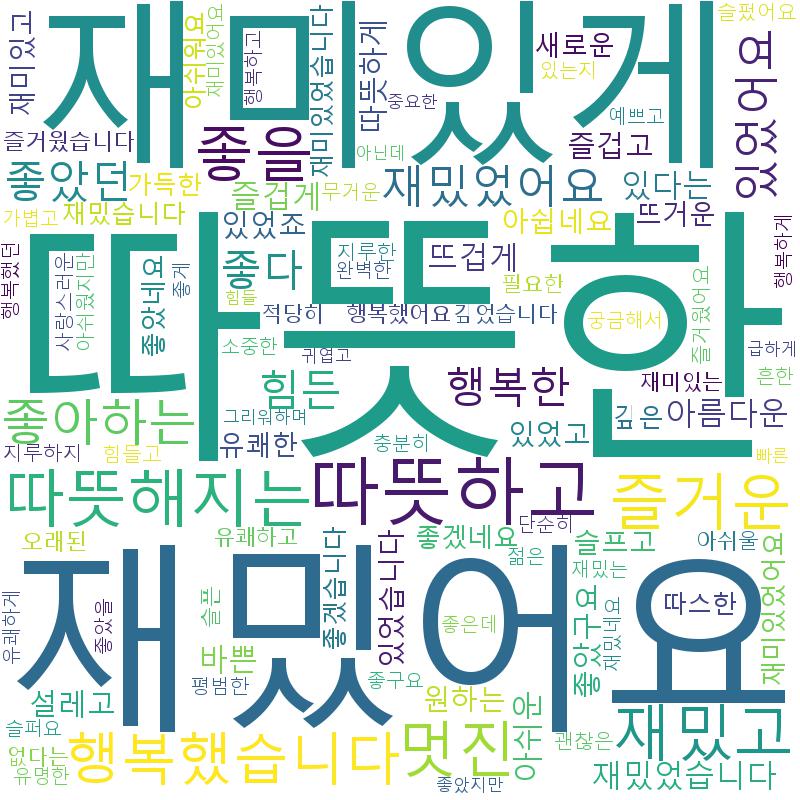 재미있고
재미있게
아쉬워요
재미있어요
행복하고
재미있었습니다
따뜻하게
중요한
새로운
있는지
예쁘고
슬펐어요
있었어요
즐거웠습니다
좋을
아닌데
즐겁고
좋았던
가득한
즐겁게
무거운
재밌었어요
있다는
가볍고
재밌습니다
있었죠
아쉽네요
뜨거운
행복하게
행복했던
따뜻한
사랑스러운
아쉬웠지만
좋았네요
좋게
좋다
지루한
완벽한
뜨겁게
필요한
힘들
적당히
행복했어요
깊었습니다
궁금해서
즐거웠어요
소중한
귀엽고
급하게
힘든
행복한
재미있는
흔한
좋아하는
그리워하며
깊은
아름다운
지루하지
힘들고
유쾌한
충분히
있었고
빠른
따뜻해지는
따뜻하고
즐거운
단순히
오래된
유쾌하고
좋겠네요
슬프고
아쉬울
재밌어요
젊은
재밌는
유쾌하게
좋았을
슬픈
좋겠습니다
있었습니다
좋은데
따스한
좋았구요
재밌네요
재미있었어요
바쁜
평범한
좋구요
설레고
원하는
아쉬운
슬퍼요
행복했습니다
멋진
재밌고
없다는
유명한
괜찮은
재밌었습니다
좋았지만